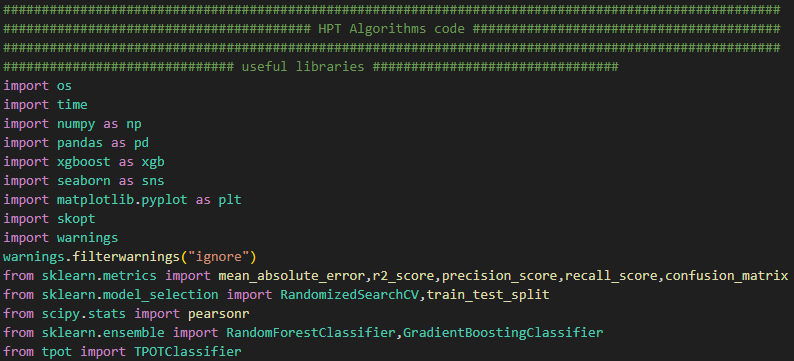 #####################################################################################################
######################################## HPT Algorithms code ########################################
#####################################################################################################
############################## useful libraries ################################
import os
import time
import numpy as np
import pandas as pd
import xgboost as xgb
import seaborn as sns
import matplotlib.pyplot as plt
import skopt
import warnings
warnings.filterwarnings("ignore")
from sklearn.metrics import mean_absolute_error,r2_score,precision_score,recall_score,confusion_matrix
from sklearn.model_selection import RandomizedSearchCV,train_test_split
from scipy.stats import pearsonr
from sklearn.ensemble import RandomForestClassifier,GradientBoostingClassifier
from tpot import TPOTClassifier